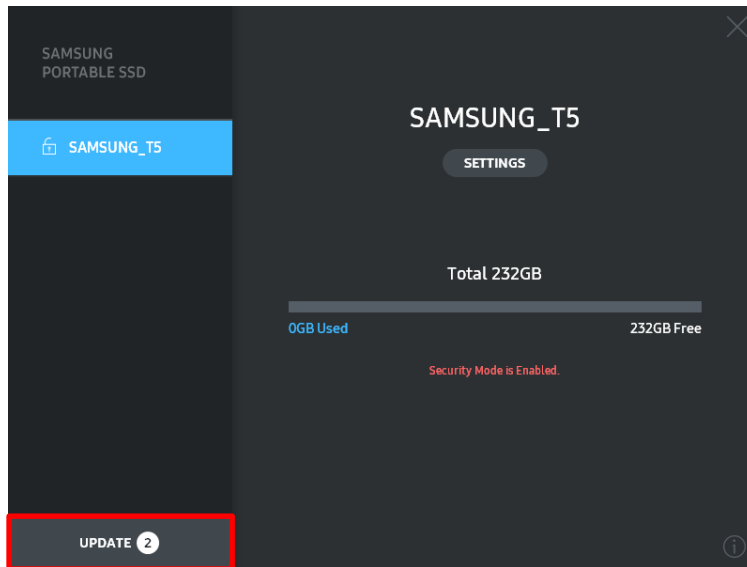 SAMSUNG
PORTABLE SSD
SAMSUNG_T5
SAMSUNG_T5
SETTINGS
Total 232GB
0GB Used
232GB Free
Security Mode is Enabled.
UPDATE 2